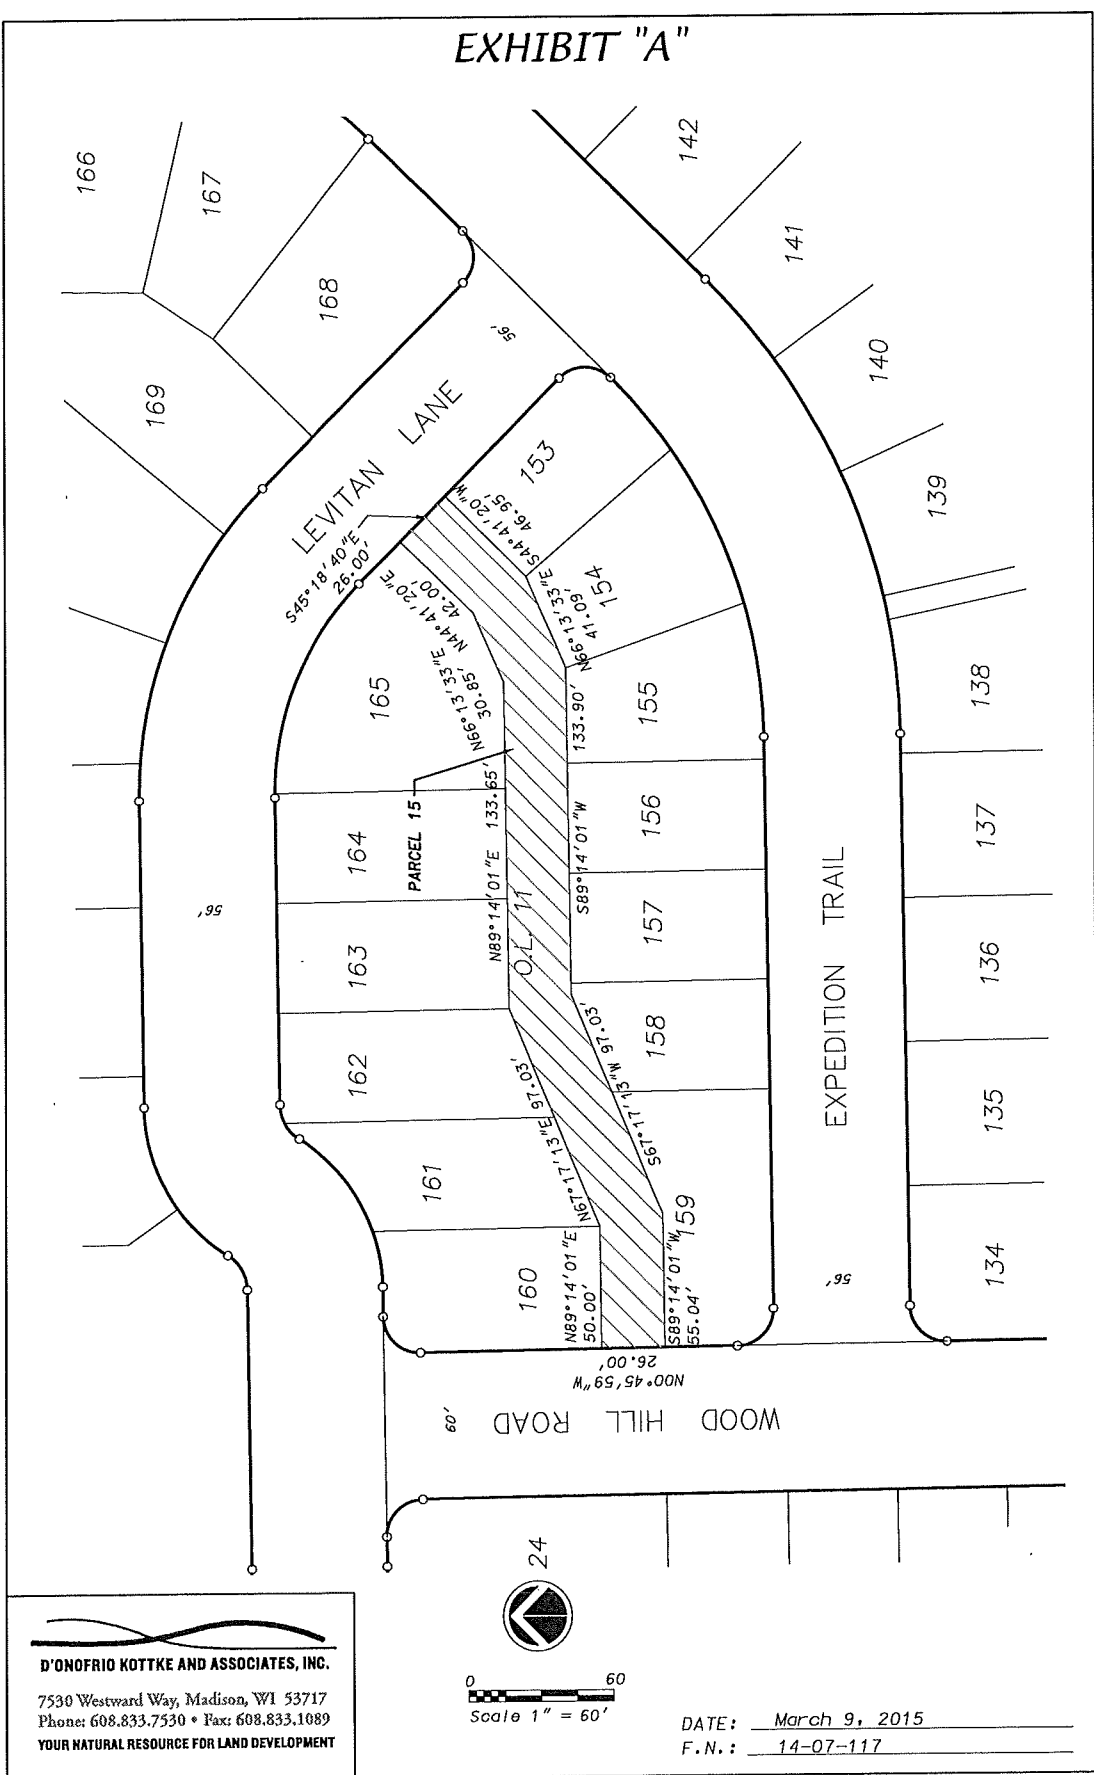 EXHIBIT "A"
166
167
168
169
142
141
140
139
138
137
136
135
134
56'
LEVITAN LANE
S45°18'40"E
26.00'
153
S44°41'20"W
46.95'
N44°41'20"E
42.00'
154
N66°13'33"E
41.09'
N66°13'33"E
30.85'
165
155
133.90'
S89°14'01"W
PARCEL 15
N89°14'01"E 133.65'
164
156
O.L. 11
56'
163
157
162
158
N67°17'13"E 97.03'
S67°17'13"W 97.03'
161
159
160
N89°14'01"E
50.00'
S89°14'01"W
55.04'
EXPEDITION TRAIL
56'
N00°45'59"W
26.00'
WOOD HILL ROAD
60'
24
0 60
Scale 1" = 60'
D'ONOFRIO KOTTKE AND ASSOCIATES, INC.
7530 Westward Way, Madison, WI 53717
Phone: 608.833.7530 • Fax: 608.833.1089
YOUR NATURAL RESOURCE FOR LAND DEVELOPMENT
DATE: March 9, 2015
F.N.: 14-07-117